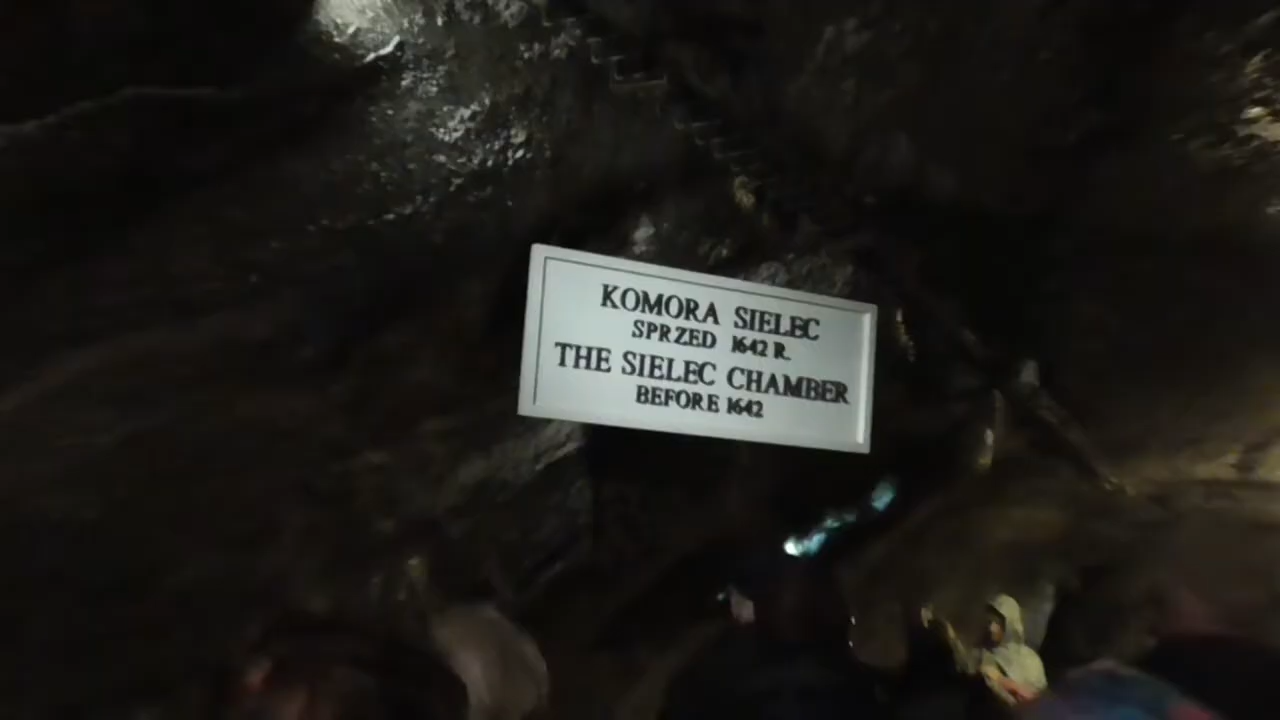 KOMORA SIELEC
SPRZED 1642 R.
THE SIELEC CHAMBER
BEFORE 1642